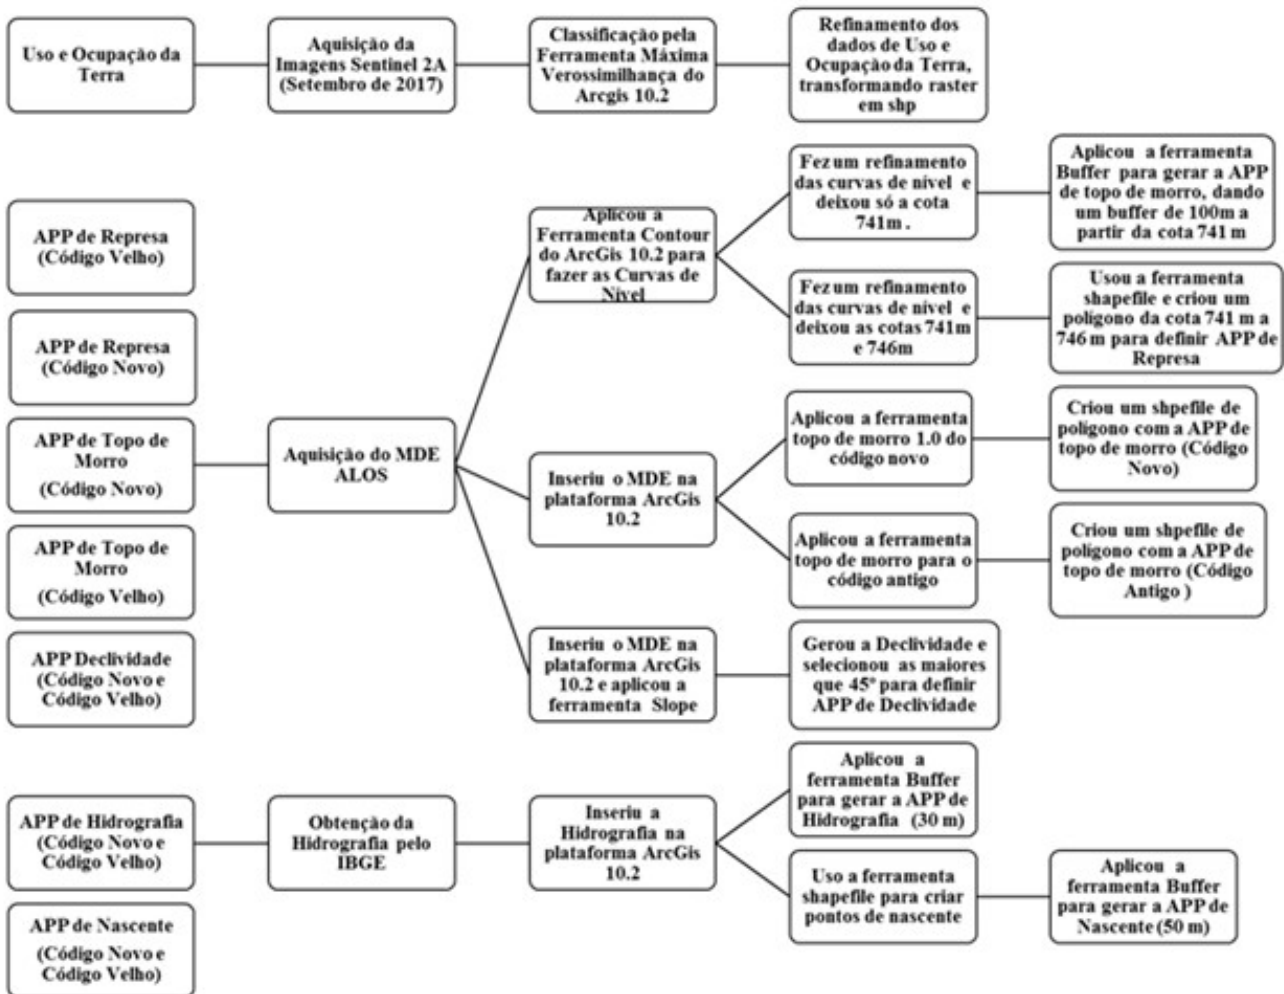 Uso e Ocupação da
Terra
Aquisição da
Imagens Sentinel 2A
(Setembro de 2017)
Classificação pela
Ferramenta Máxima
Verossimilhança do
Arcgis 10.2
Refinamento dos
dados de Uso e
Ocupação da Terra,
transformando raster
em shp
APP de Represa
(Código Velho)
APP de Represa
(Código Novo)
APP de Topo de
Morro
(Código Novo)
APP de Topo de
Morro
(Código Velho)
APP Declividade
(Código Novo e
Código Velho)
Aquisição do MDE
ALOS
Aplicou a
Ferramenta Contour
do ArcGis 10.2 para
fazer as Curvas de
Nível
Fez um refinamento
das curvas de nível e
deixou só a cota
741m .
Aplicou a ferramenta
Buffer para gerar a APP
de topo de morro, dando
um buffer de 100m a
partir da cota 741 m
Fez um refinamento
das curvas de nível e
deixou as cotas 741m
e 746m
Usou a ferramenta
shapefile e criou um
polígono da cota 741 m a
746 m para definir APP de
Represa
Inseriu o MDE na
plataforma ArcGis
10.2
Aplicou a ferramenta
topo de morro 1.0 do
código novo
Criou um shpefile de
polígono com a APP de
topo de morro (Código
Novo)
Aplicou a ferramenta
topo de morro para o
código antigo
Criou um shpefile de
polígono com a APP de
topo de morro (Código
Antigo )
Inseriu o MDE na
plataforma ArcGis
10.2 e aplicou a
ferramenta Slope
Gerou a Declividade e
selecionou as maiores
que 45º para definir
APP de Declividade
APP de Hidrografia
(Código Novo e
Código Velho)
APP de Nascente
(Código Novo e
Código Velho)
Obtenção da
Hidrografia pelo
IBGE
Inseriu a
Hidrografia na
plataforma ArcGis
10.2
Aplicou a
ferramenta Buffer
para gerar a APP de
Hidrografia (30 m)
Uso a ferramenta
shapefile para criar
pontos de nascente
Aplicou a
ferramenta Buffer
para gerar a APP de
Nascente (50 m)